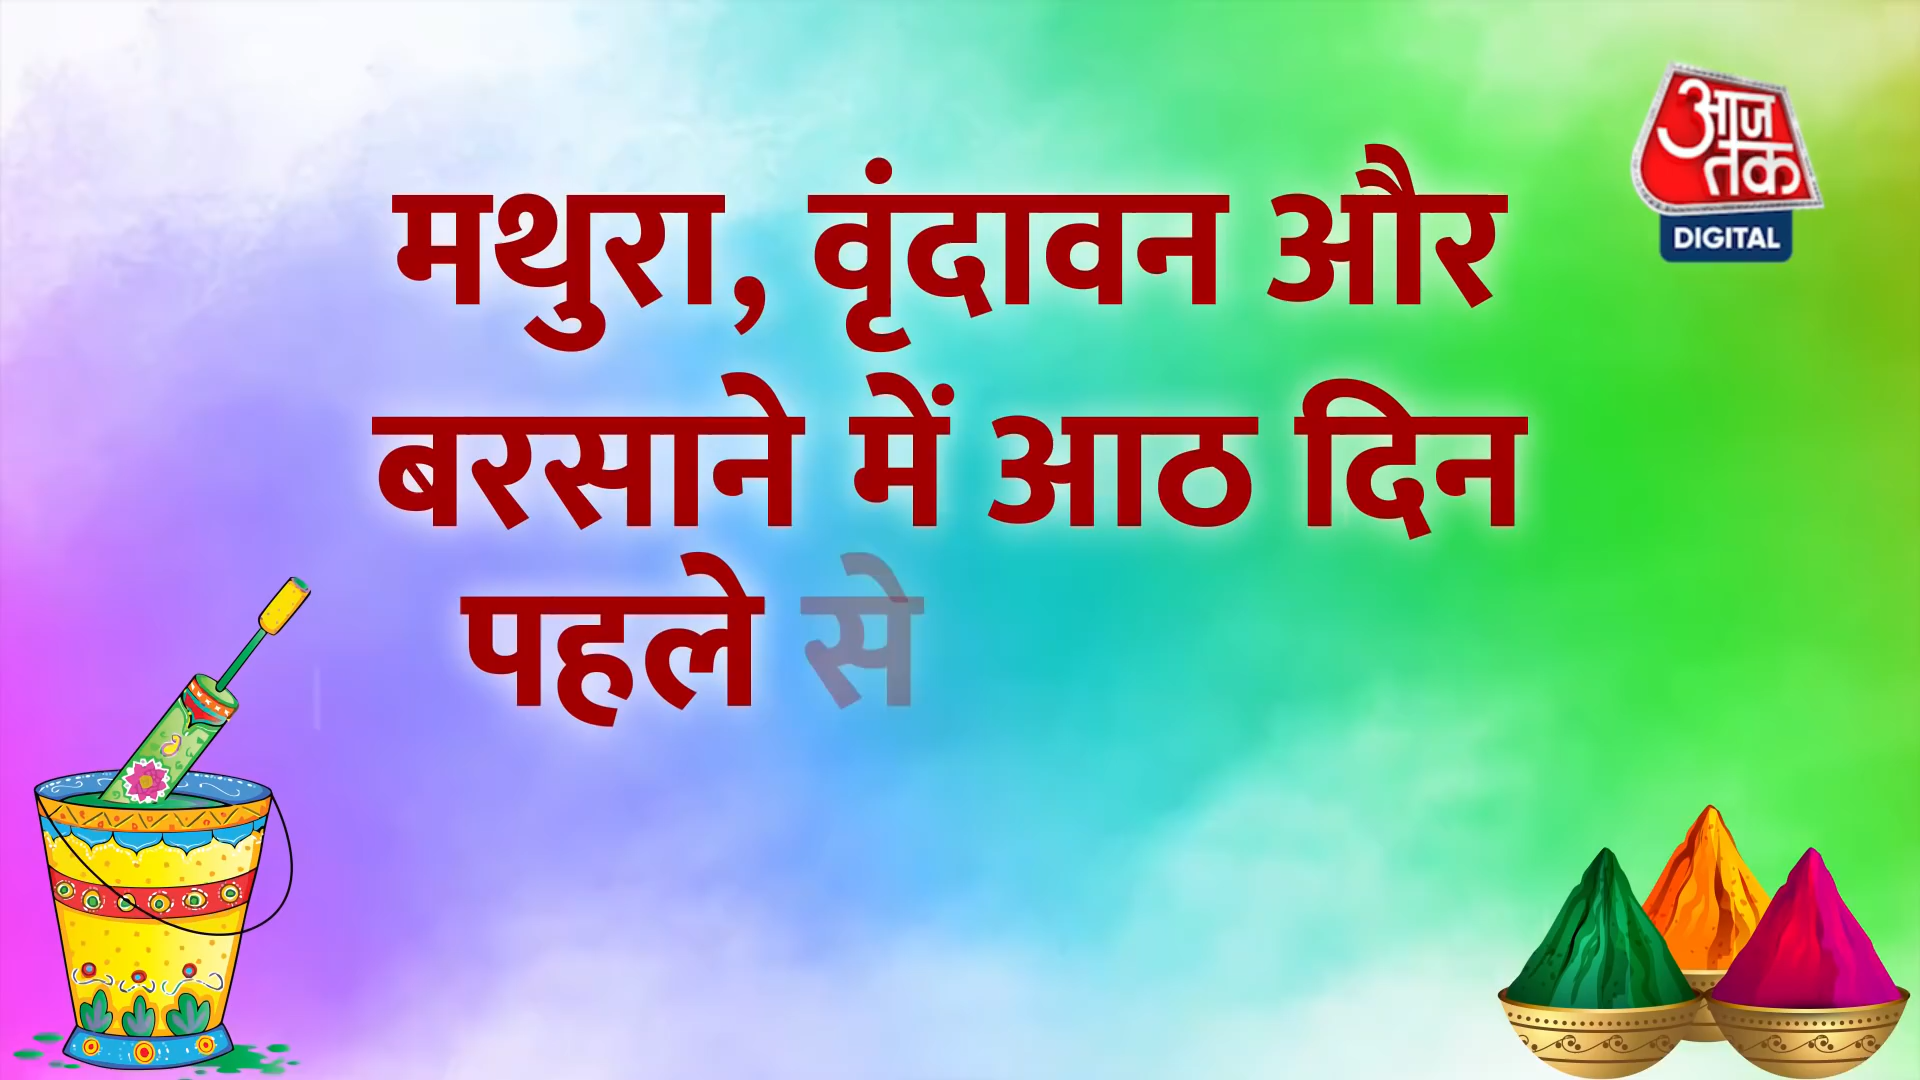 मथुरा, वृंदावन और
बरसाने में आठ दिन
पहले से
आज
तक
DIGITAL